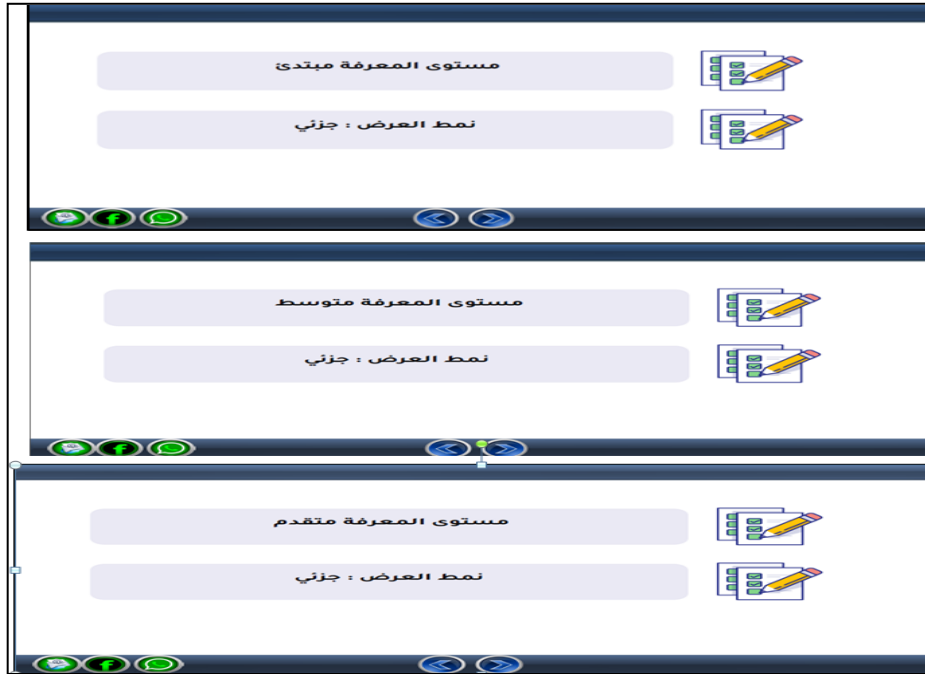 مستوى المعرفة مبتدئ
نمط العرض : جزئي
مستوى المعرفة متوسط
نمط العرض : جزئي
مستوى المعرفة متقدم
نمط العرض : جزئي